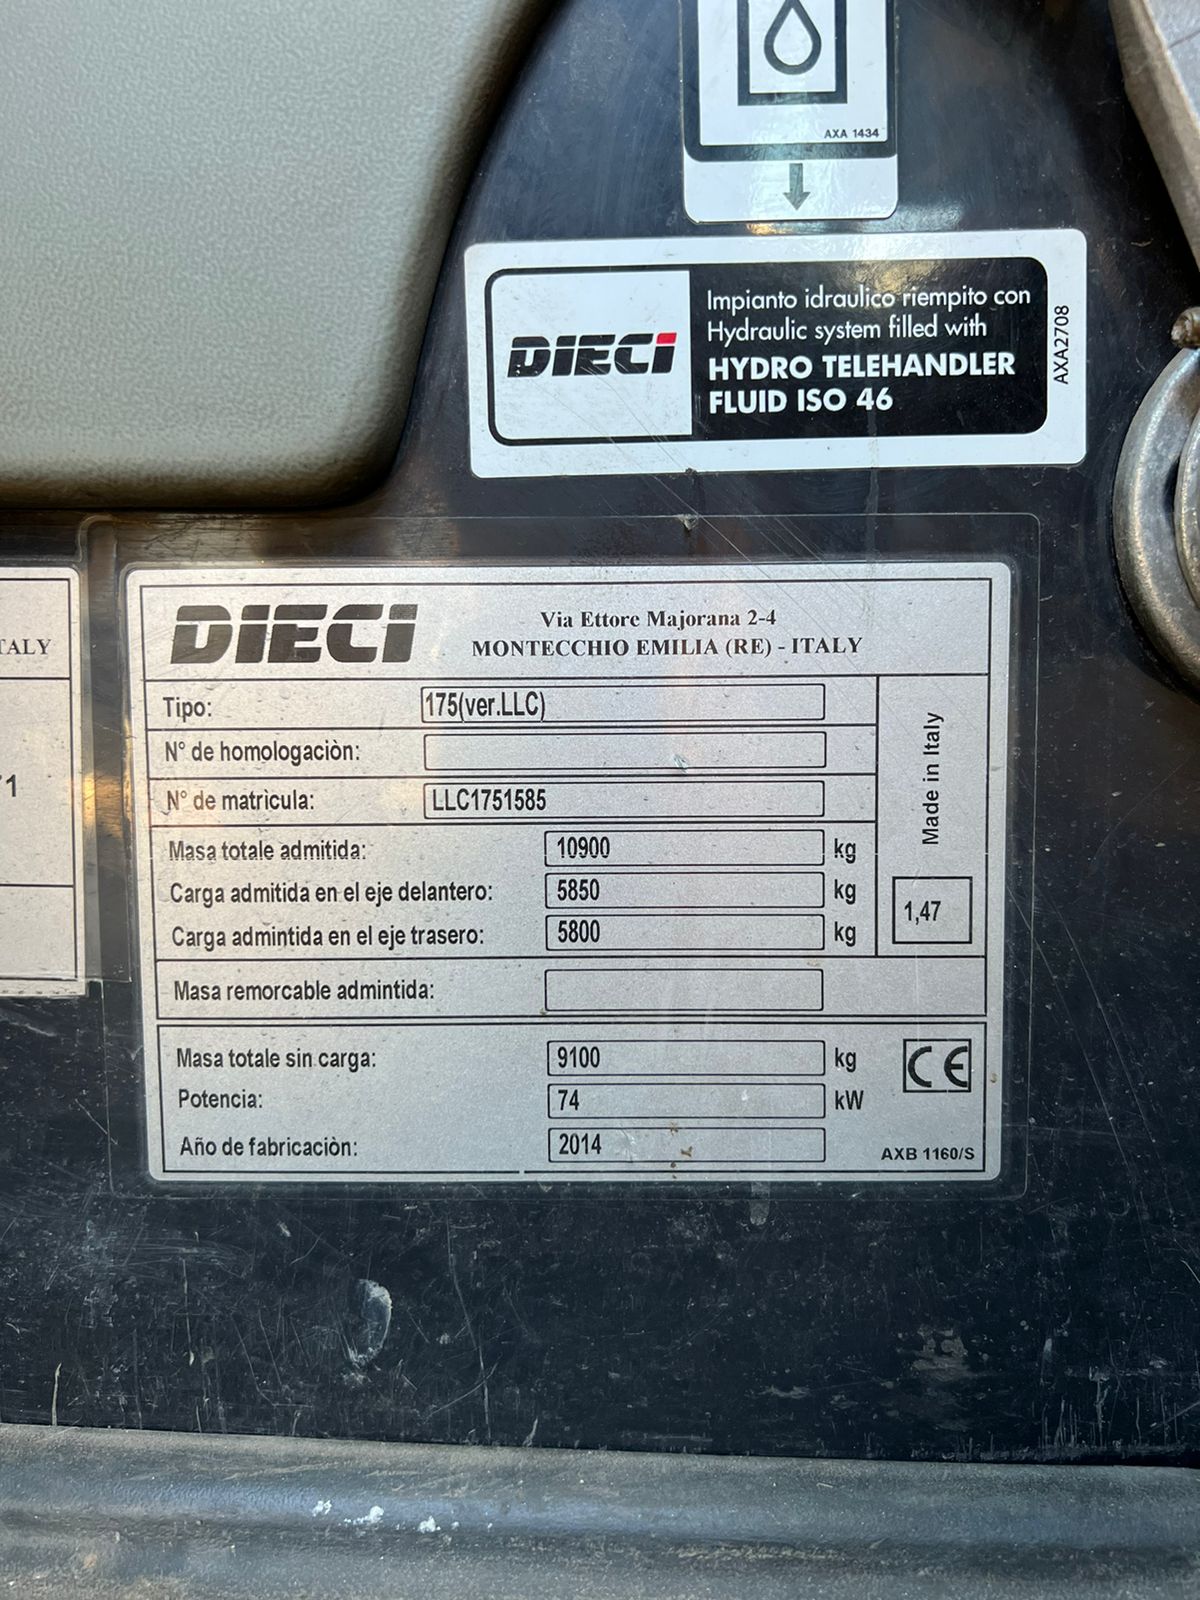 AXA 1434
DIECI
Impianto idraulico riempito con
Hydraulic system filled with
HYDRO TELEHANDLER
FLUID ISO 46
AXA2708
TALY
71
DIECI
Via Ettore Majorana 2-4
MONTECCHIO EMILIA (RE) - ITALY
Tipo: 175(ver.LLC)
N° de homologaciòn:
N° de matrìcula: LLC1751585
Made in Italy
Masa totale admitida: 10900 kg
Carga admitida en el eje delantero: 5850 kg
Carga admintida en el eje trasero: 5800 kg
1,47
Masa remorcable admintida:
Masa totale sin carga: 9100 kg
CE
Potencia: 74 kW
Año de fabricaciòn: 2014
AXB 1160/S